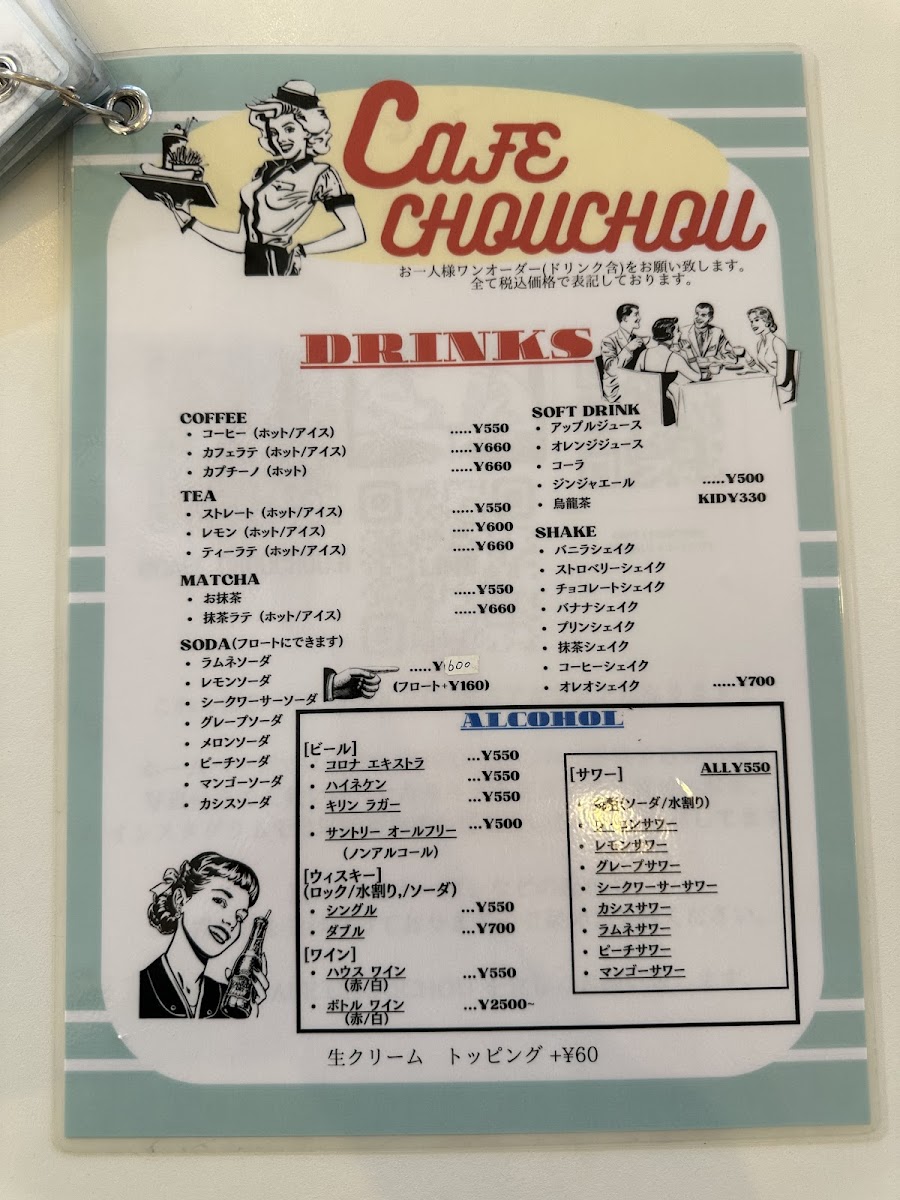 CAFE
CHOUCHOU
お一人様ワンオーダー(ドリンク含)をお願い致します。
全て税込価格で表記しております。
DRINKS
COFFEE
• コーヒー（ホット/アイス） .....¥550
• カフェラテ（ホット/アイス） .....¥660
• カプチーノ（ホット） .....¥660
TEA
• ストレート（ホット/アイス） .....¥550
• レモン（ホット/アイス） .....¥600
• ティーラテ（ホット/アイス） .....¥660
MATCHA
• お抹茶 .....¥550
• 抹茶ラテ（ホット/アイス） .....¥660
SODA(フロートにできます)
• ラムネソーダ
• レモンソーダ
• シークワーサーソーダ
• グレープソーダ
• メロンソーダ
• ピーチソーダ
• マンゴーソーダ
• カシスソーダ
.....¥600
(フロート+¥160)
SOFT DRINK
• アップルジュース
• オレンジジュース
• コーラ
• ジンジャエール .....¥500
• 烏龍茶 KID¥330
SHAKE
• バニラシェイク
• ストロベリーシェイク
• チョコレートシェイク
• バナナシェイク
• プリンシェイク
• 抹茶シェイク
• コーヒーシェイク
• オレオシェイク .....¥700
ALCOHOL
[ビール]
• コロナ エキストラ ...¥550
• ハイネケン ...¥550
• キリン ラガー ...¥550
• サントリー オールフリー ...¥500
(ノンアルコール)
[ウィスキー]
(ロック/水割り,/ソーダ)
• シングル ...¥550
• ダブル ...¥700
[ワイン]
• ハウス ワイン ...¥550
(赤/白)
• ボトル ワイン ...¥2500~
(赤/白)
[サワー] ALL¥550
(ソーダ/水割り)
サワー
• レモンサワー
• グレープサワー
• シークワーサーサワー
• カシスサワー
• ラムネサワー
• ピーチサワー
• マンゴーサワー
生クリーム トッピング +¥60